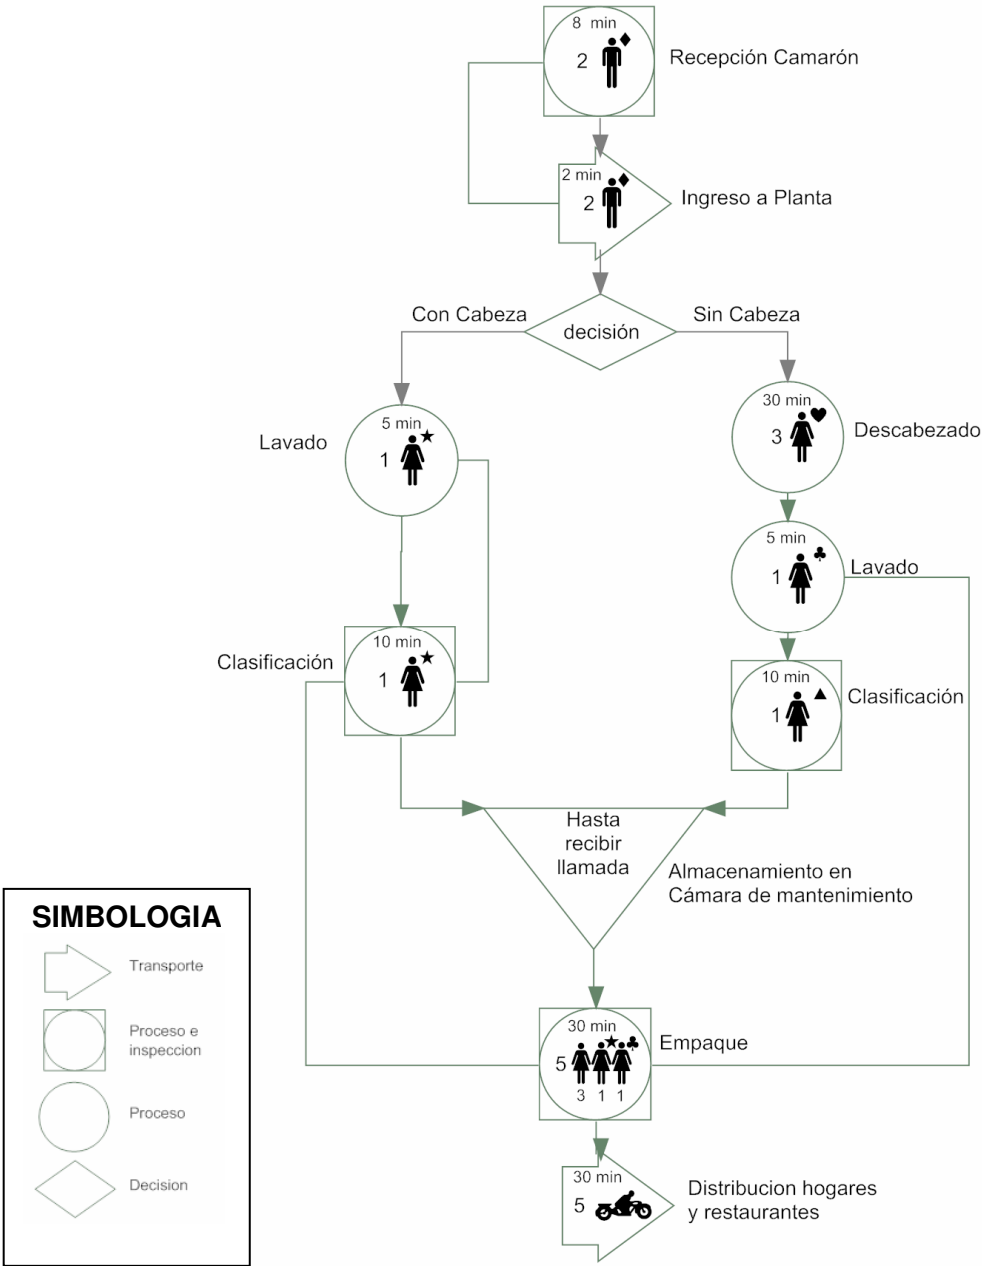 8 min
2
Recepción Camarón
2 min
2
Ingreso a Planta
Con Cabeza
decisión
Sin Cabeza
5 min
1
Lavado
30 min
3
Descabezado
5 min
1
Lavado
10 min
1
Clasificación
10 min
1
Clasificación
Hasta
recibir
llamada
Almacenamiento en
Cámara de mantenimiento
SIMBOLOGIA
Transporte
Proceso e
inspeccion
Proceso
Decision
30 min
5
3 1 1
Empaque
30 min
5
Distribucion hogares
y restaurantes